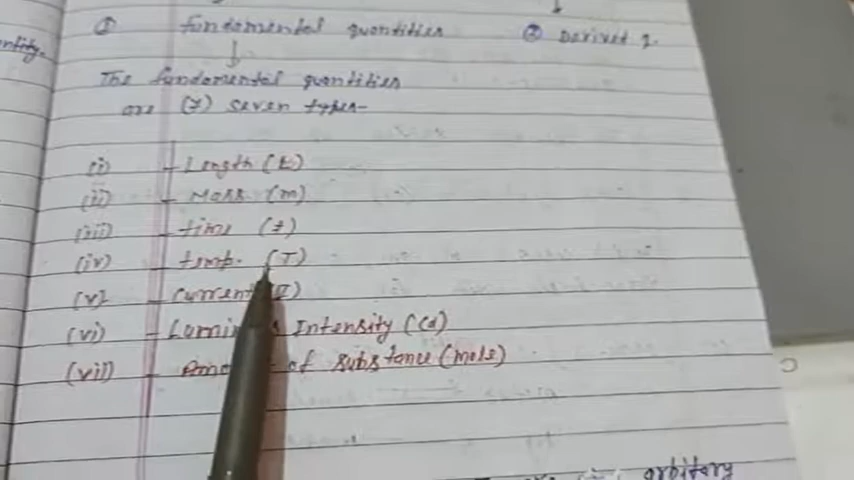 ① fundamental quantities ② Derived q.
ntity.
The fundamental quantities
are (7) seven types-
(i) - Length (L)
(ii) - Mass (m)
(iii) - time (t)
(iv) - temp. (T)
(v) - Current (I)
(vi) - Intensity (Cd)
(vii) - of substance (mole)
arbitary